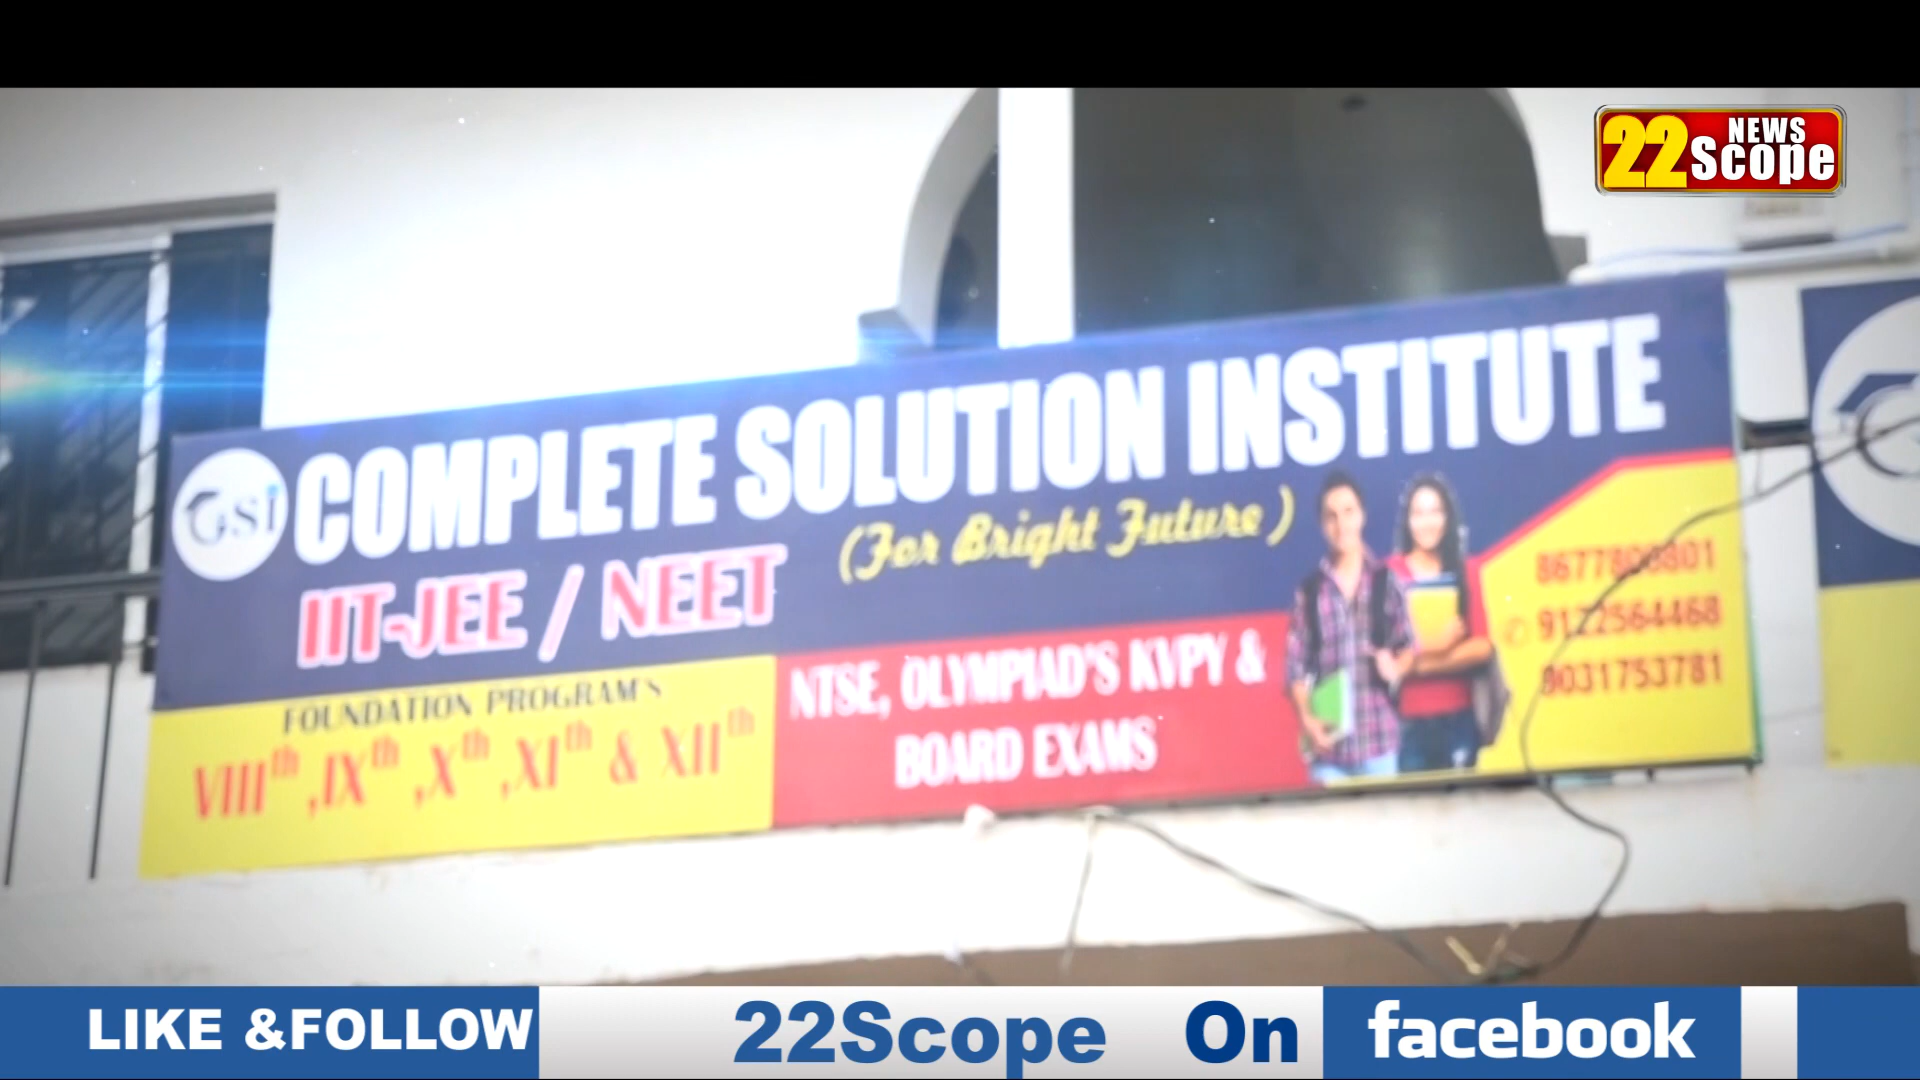 22 NEWS Scope
CSI COMPLETE SOLUTION INSTITUTE
(For Bright Future)
IIT-JEE / NEET
FOUNDATION PROGRAM'S
VIIIth ,IXth ,Xth ,XIth & XIIth
NTSE, OLYMPIAD'S KVPY &
BOARD EXAMS
9122564468
9031753781
LIKE &FOLLOW 22Scope On facebook